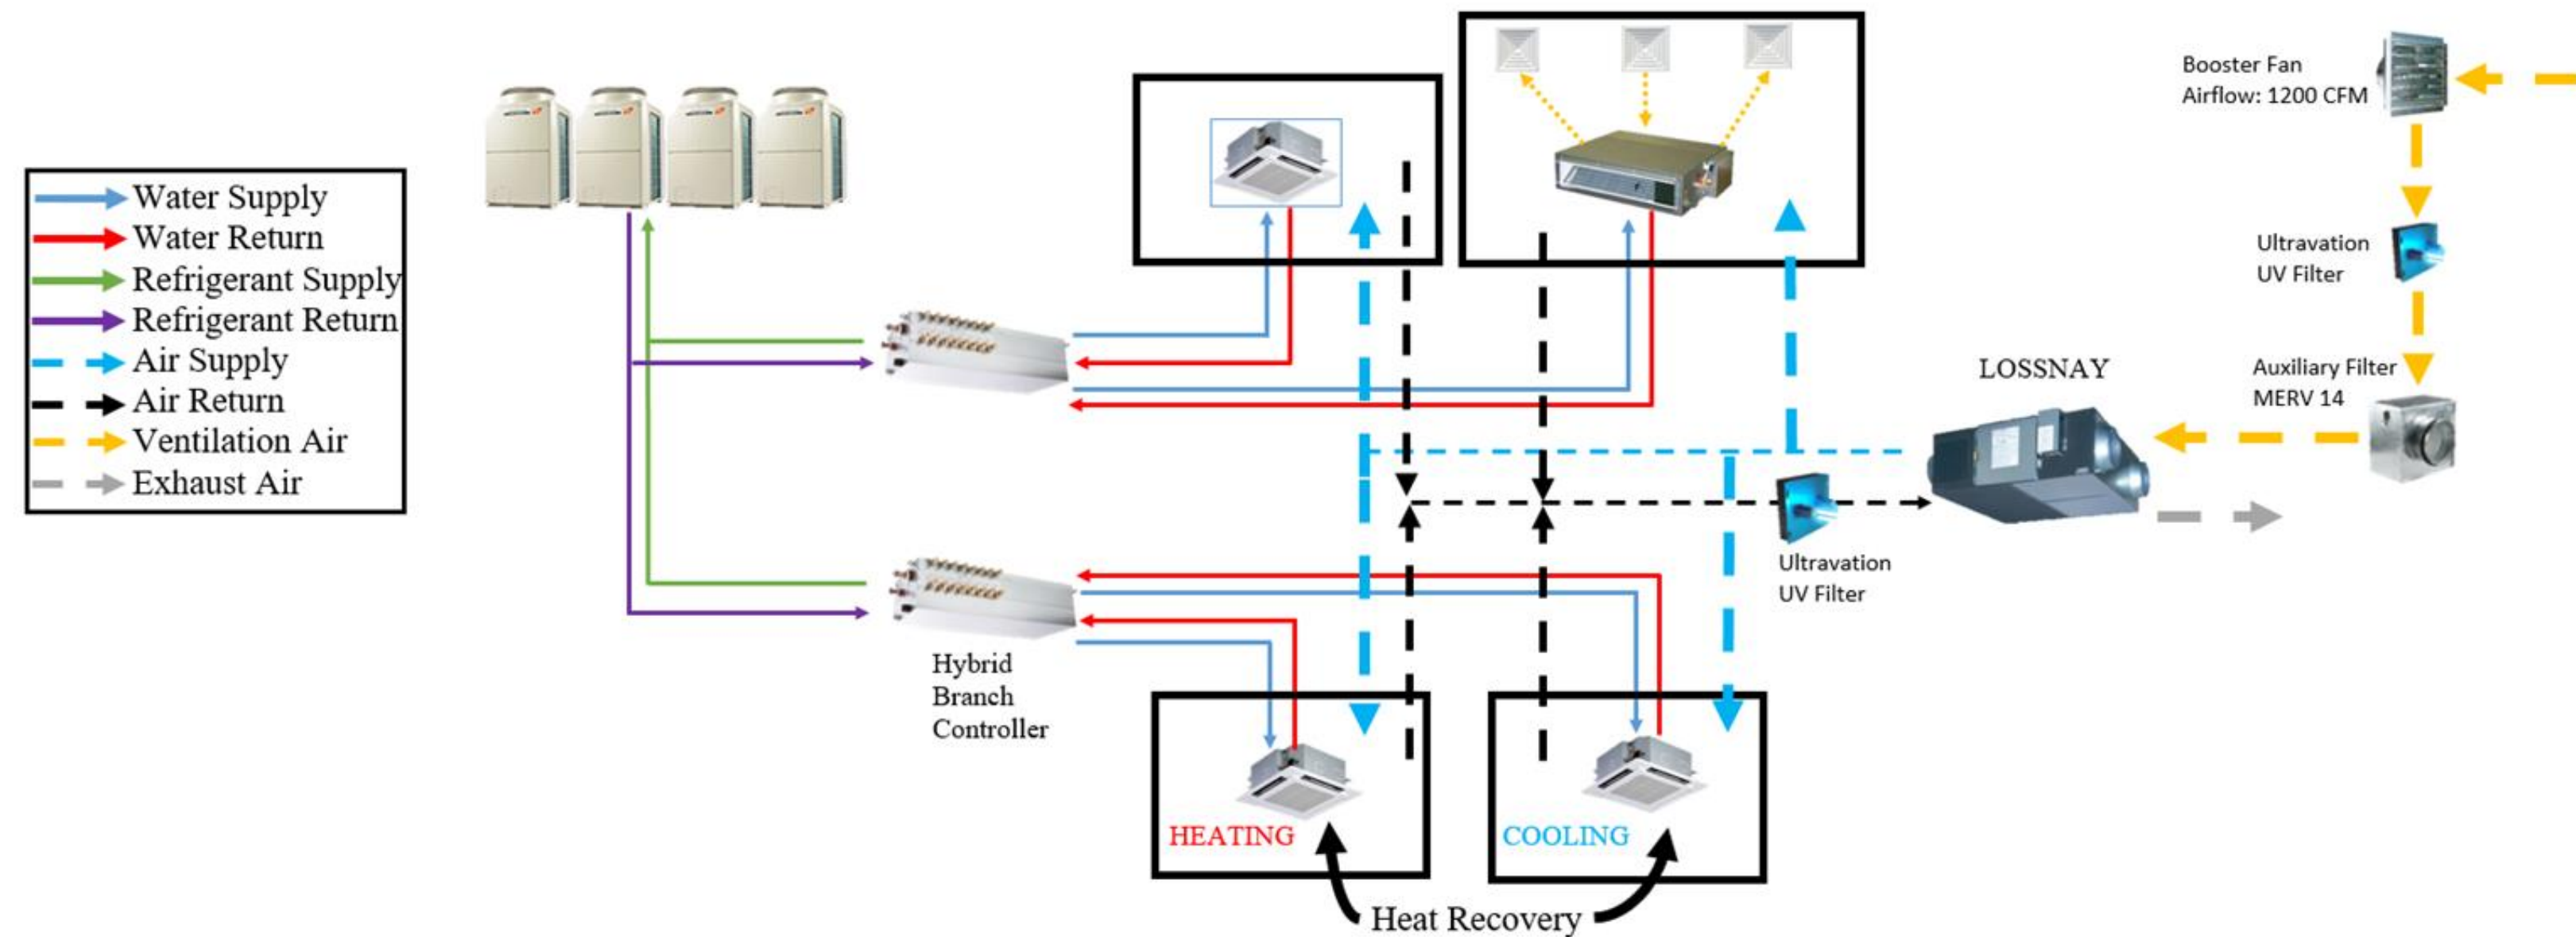 Water Supply
Water Return
Refrigerant Supply
Refrigerant Return
Air Supply
Air Return
Ventilation Air
Exhaust Air
Booster Fan
Airflow: 1200 CFM
Ultravation
UV Filter
Auxiliary Filter
MERV 14
LOSSNAY
Ultravation
UV Filter
Hybrid
Branch
Controller
HEATING
COOLING
Heat Recovery